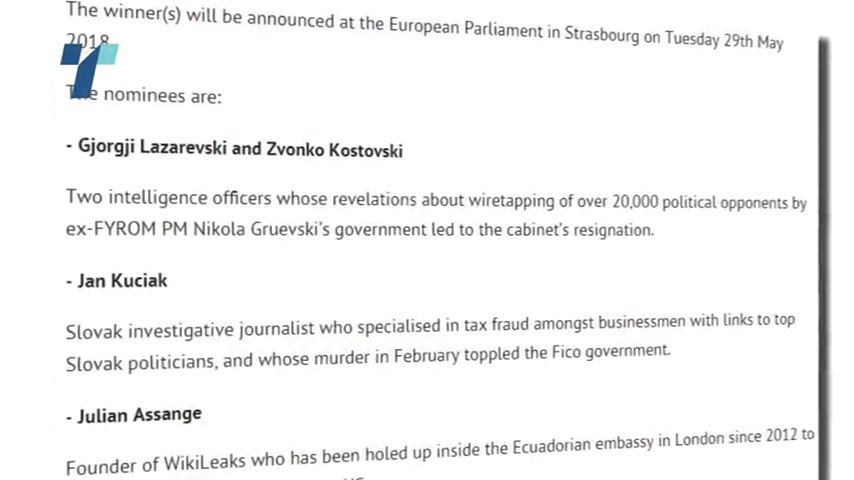 The winner(s) will be announced at the European Parliament in Strasbourg on Tuesday 29th May
2018
The nominees are:
- Gjorgji Lazarevski and Zvonko Kostovski
Two intelligence officers whose revelations about wiretapping of over 20,000 political opponents by
ex-FYROM PM Nikola Gruevski's government led to the cabinet's resignation.
- Jan Kuciak
Slovak investigative journalist who specialised in tax fraud amongst businessmen with links to top
Slovak politicians, and whose murder in February toppled the Fico government.
- Julian Assange
Founder of WikiLeaks who has been holed up inside the Ecuadorian embassy in London since 2012 to